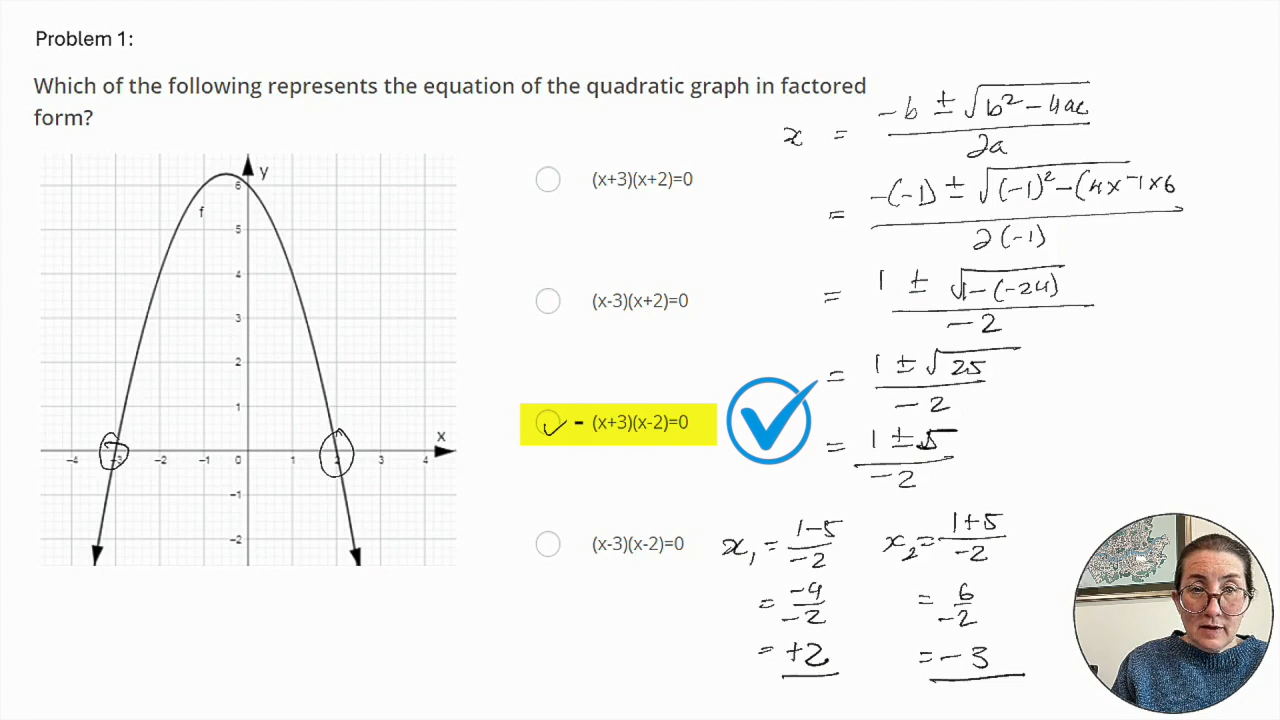 Problem 1:
Which of the following represents the equation of the quadratic graph in factored
form?
y
6
f
5
4
3
2
1
x
-4 -3 -2 -1 0 1 2 3 4
-1
-2
(x+3)(x+2)=0
(x-3)(x+2)=0
- (x+3)(x-2)=0
(x-3)(x-2)=0
x = -b ± √b² - 4ac
2a
= -(-1) ± √(-1)² - (4x-1x6
2(-1)
= 1 ± √1-(-24)
-2
= 1 ± √25
-2
= 1 ± 5
-2
x₁ = 1-5
-2
= -4
-2
= +2
x₂ = 1+5
-2
= 6
-2
= -3